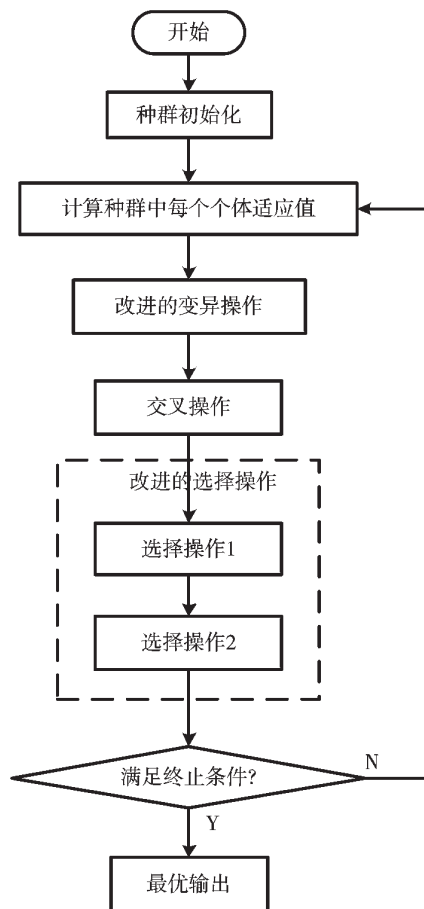 开始
种群初始化
计算种群中每个个体适应值
改进的变异操作
交叉操作
改进的选择操作
选择操作1
选择操作2
满足终止条件?
N
Y
最优输出